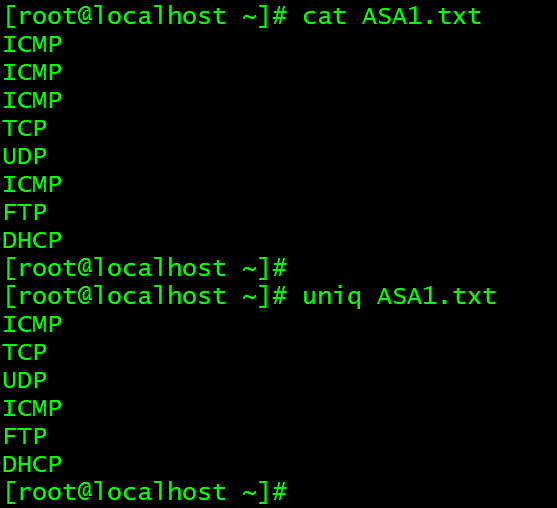 [root@localhost ~]# cat ASA1.txt
ICMP
ICMP
ICMP
TCP
UDP
ICMP
FTP
DHCP
[root@localhost ~]#
[root@localhost ~]# uniq ASA1.txt
ICMP
TCP
UDP
ICMP
FTP
DHCP
[root@localhost ~]#